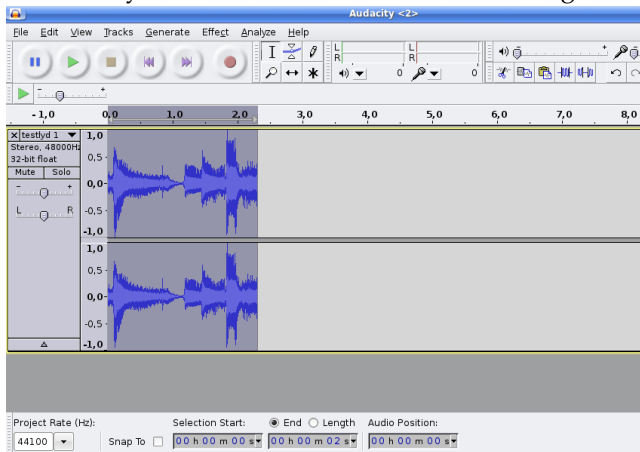 Audacity <2>
File Edit View Tracks Generate Effect Analyze Help
L
R
L
R
0
0
- 1,0 0,0 1,0 2,0 3,0 4,0 5,0 6,0 7,0 8,0
testlyd 1
Stereo, 48000Hz
32-bit float
Mute Solo
- +
L R
1,0
0,5
0,0
-0,5
-1,0
1,0
0,5
0,0
-0,5
-1,0
Project Rate (Hz): Selection Start: End Length Audio Position:
44100 Snap To 00 h 00 m 00 s 00 h 00 m 02 s 00 h 00 m 00 s